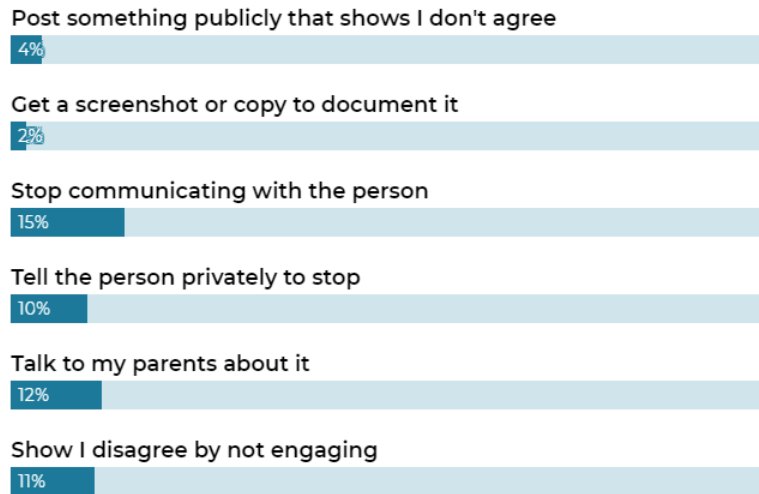 Post something publicly that shows I don't agree
4%
Get a screenshot or copy to document it
2%
Stop communicating with the person
15%
Tell the person privately to stop
10%
Talk to my parents about it
12%
Show I disagree by not engaging
11%